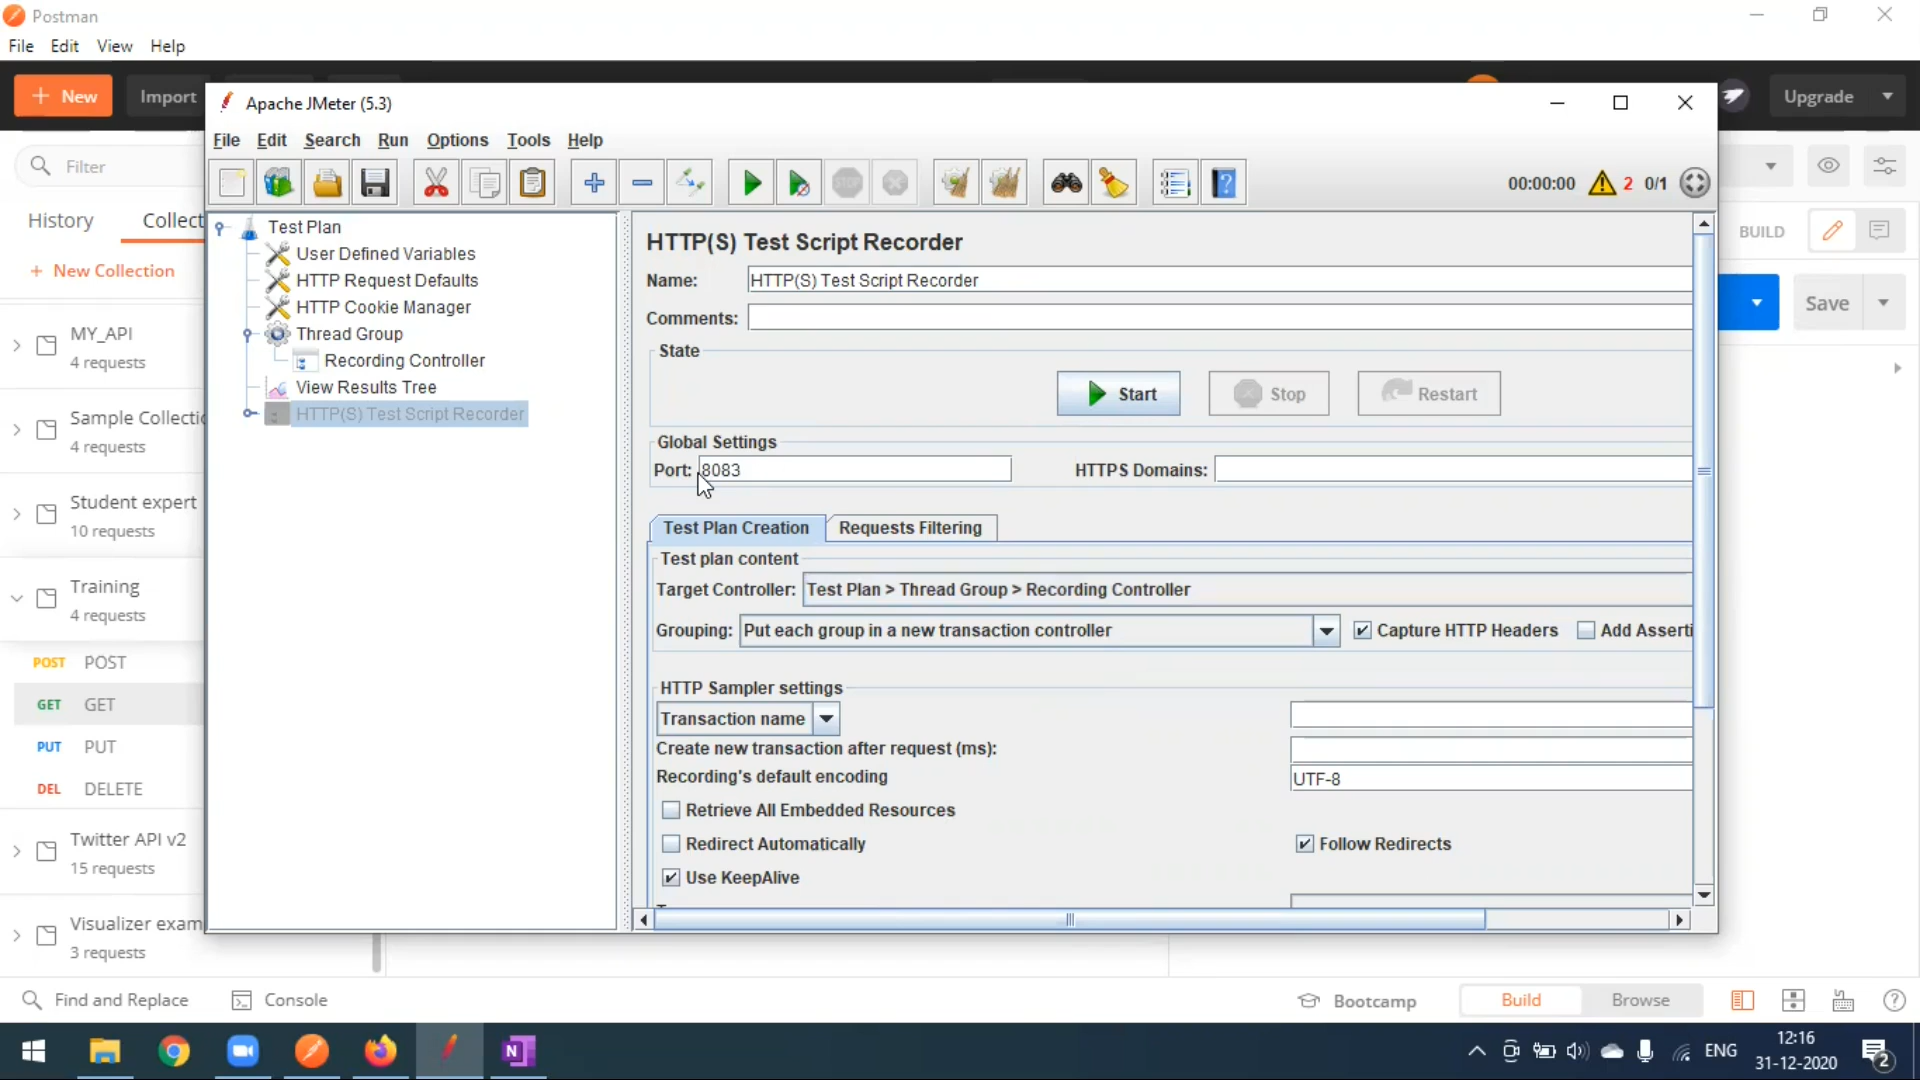 Postman
File Edit View Help
New
Import
Upgrade
Filter
History
Collect
+ New Collection
MY_API
4 requests
Sample Collectic
4 requests
Student expert
10 requests
Training
4 requests
POST POST
GET GET
PUT PUT
DEL DELETE
Twitter API v2
15 requests
Visualizer exam
3 requests
BUILD
Save
Apache JMeter (5.3)
File Edit Search Run Options Tools Help
STOP
00:00:00 2 0/1
Test Plan
User Defined Variables
HTTP Request Defaults
HTTP Cookie Manager
Thread Group
Recording Controller
View Results Tree
HTTP(S) Test Script Recorder
HTTP(S) Test Script Recorder
Name: HTTP(S) Test Script Recorder
Comments:
State
Start Stop Restart
Global Settings
Port: 8083 HTTPS Domains:
Test Plan Creation Requests Filtering
Test plan content
Target Controller: Test Plan > Thread Group > Recording Controller
Grouping: Put each group in a new transaction controller Capture HTTP Headers Add Asserti
HTTP Sampler settings
Transaction name
Create new transaction after request (ms):
Recording's default encoding UTF-8
Retrieve All Embedded Resources
Redirect Automatically Follow Redirects
Use KeepAlive
Find and Replace Console
Bootcamp Build Browse
N
ENG
12:16
31-12-2020
2